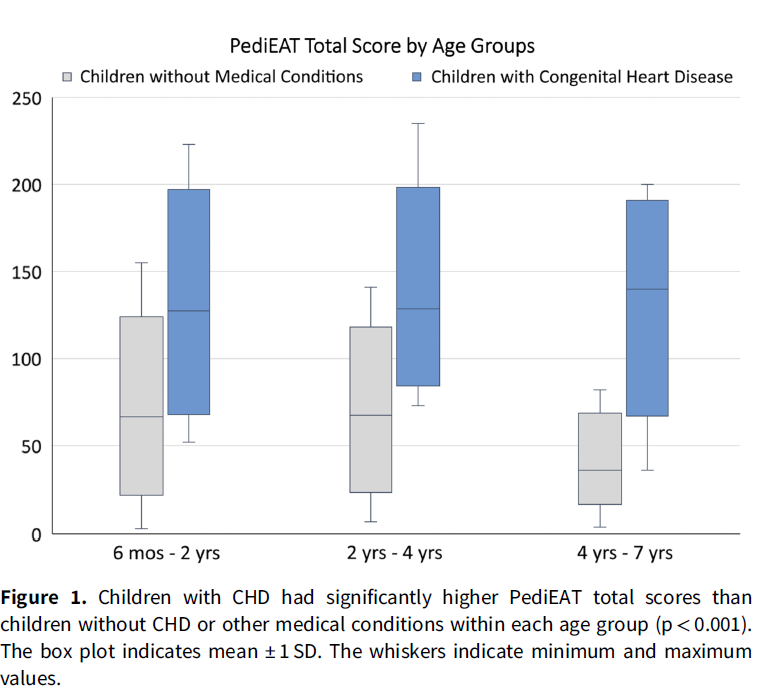 PediEAT Total Score by Age Groups
Children without Medical Conditions
Children with Congenital Heart Disease
250
200
150
100
50
0
6 mos - 2 yrs
2 yrs - 4 yrs
4 yrs - 7 yrs
Figure 1. Children with CHD had significantly higher PediEAT total scores than
children without CHD or other medical conditions within each age group (p < 0.001).
The box plot indicates mean ± 1 SD. The whiskers indicate minimum and maximum
values.